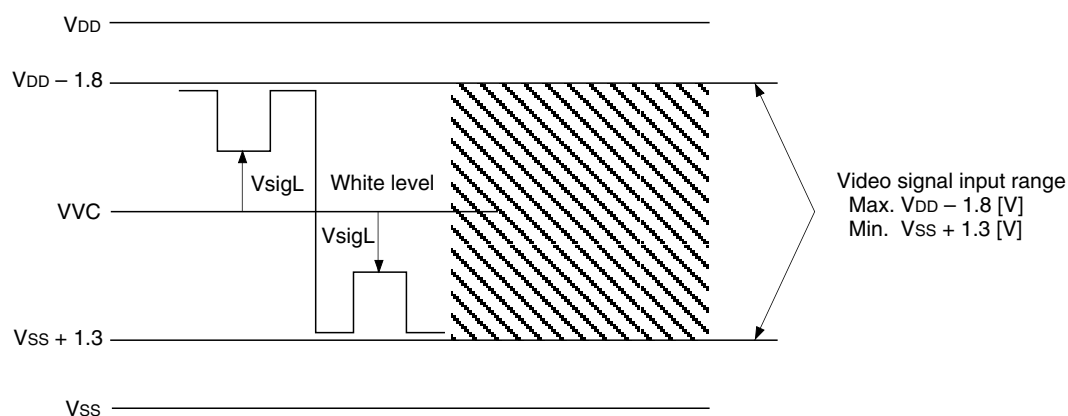 VDD
VDD – 1.8
VsigL
White level
VVC
VsigL
Video signal input range
Max. VDD – 1.8 [V]
Min. VSS + 1.3 [V]
VSS + 1.3
VSS